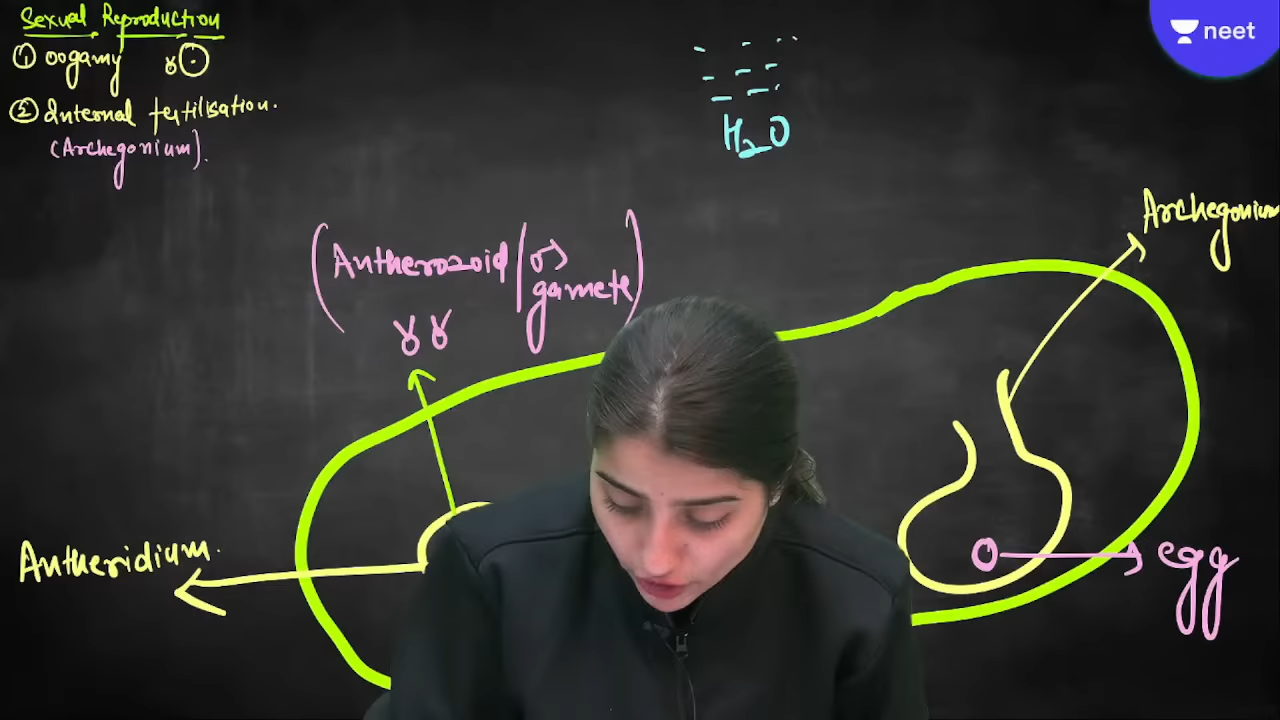 Sexual Reproduction
① oogamy
② Internal fertilisation.
(Archegonium).
neet
H₂O
Archegonium
(Antherozoid/♂
gamete)
Antheridium.
egg